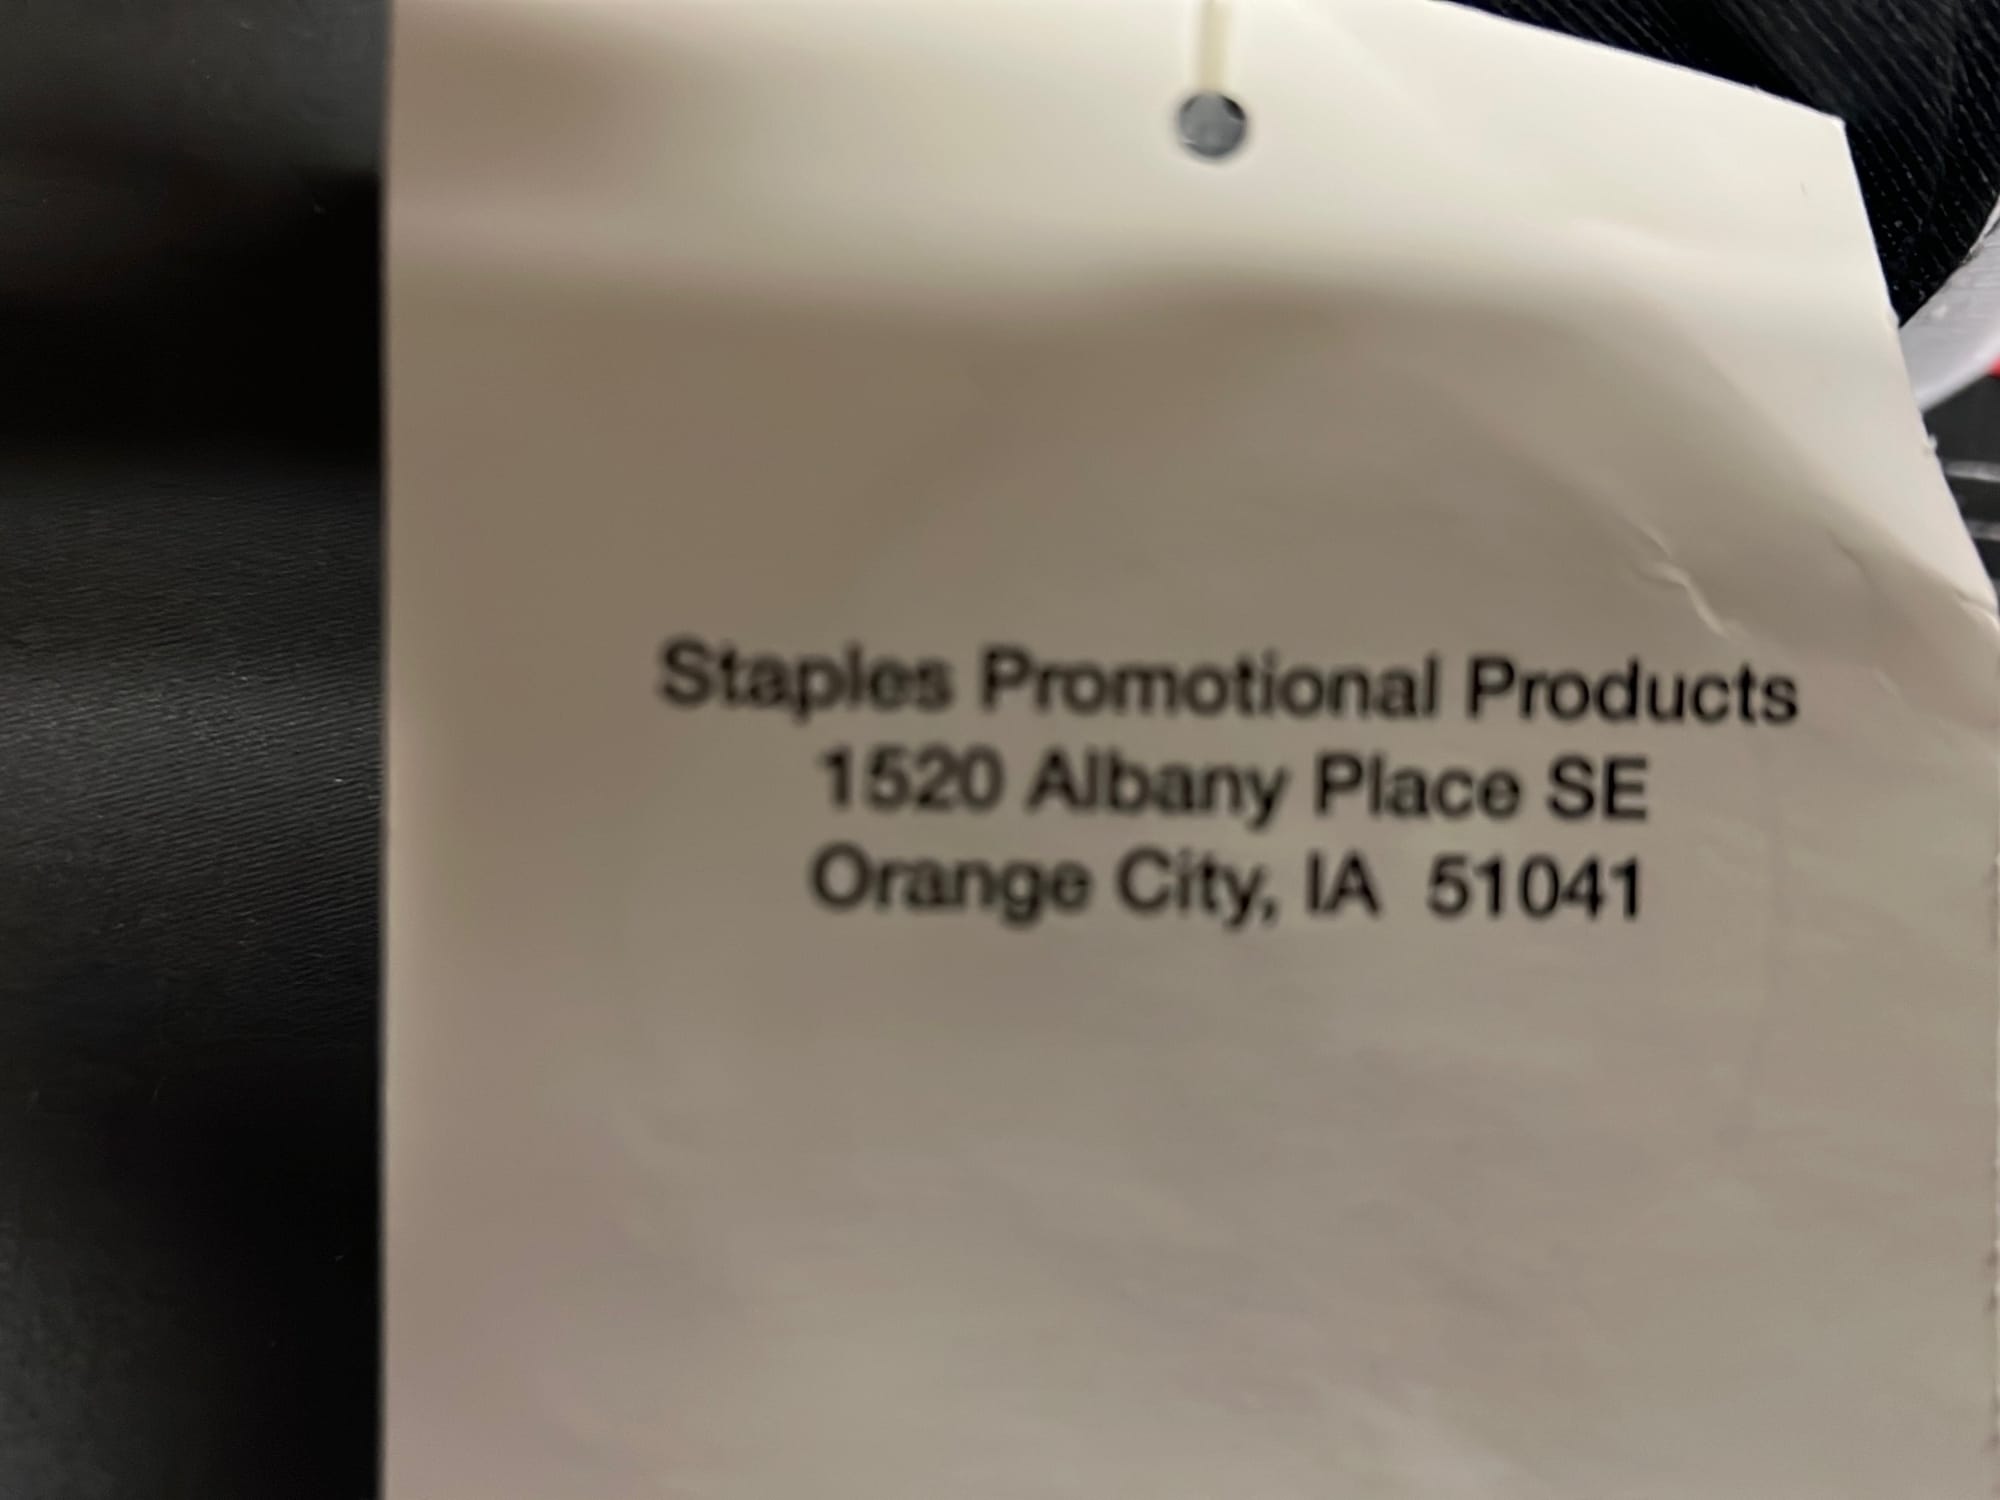 Staples Promotional Products
1520 Albany Place SE
Orange City, IA  51041